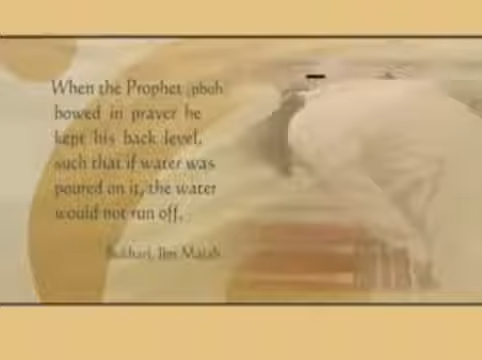 When the Prophet (pbuh
bowed in prayer he
kept his back level,
such that if water was
poured on it, the water
would not run off.
Bukhari, Ibn Majah